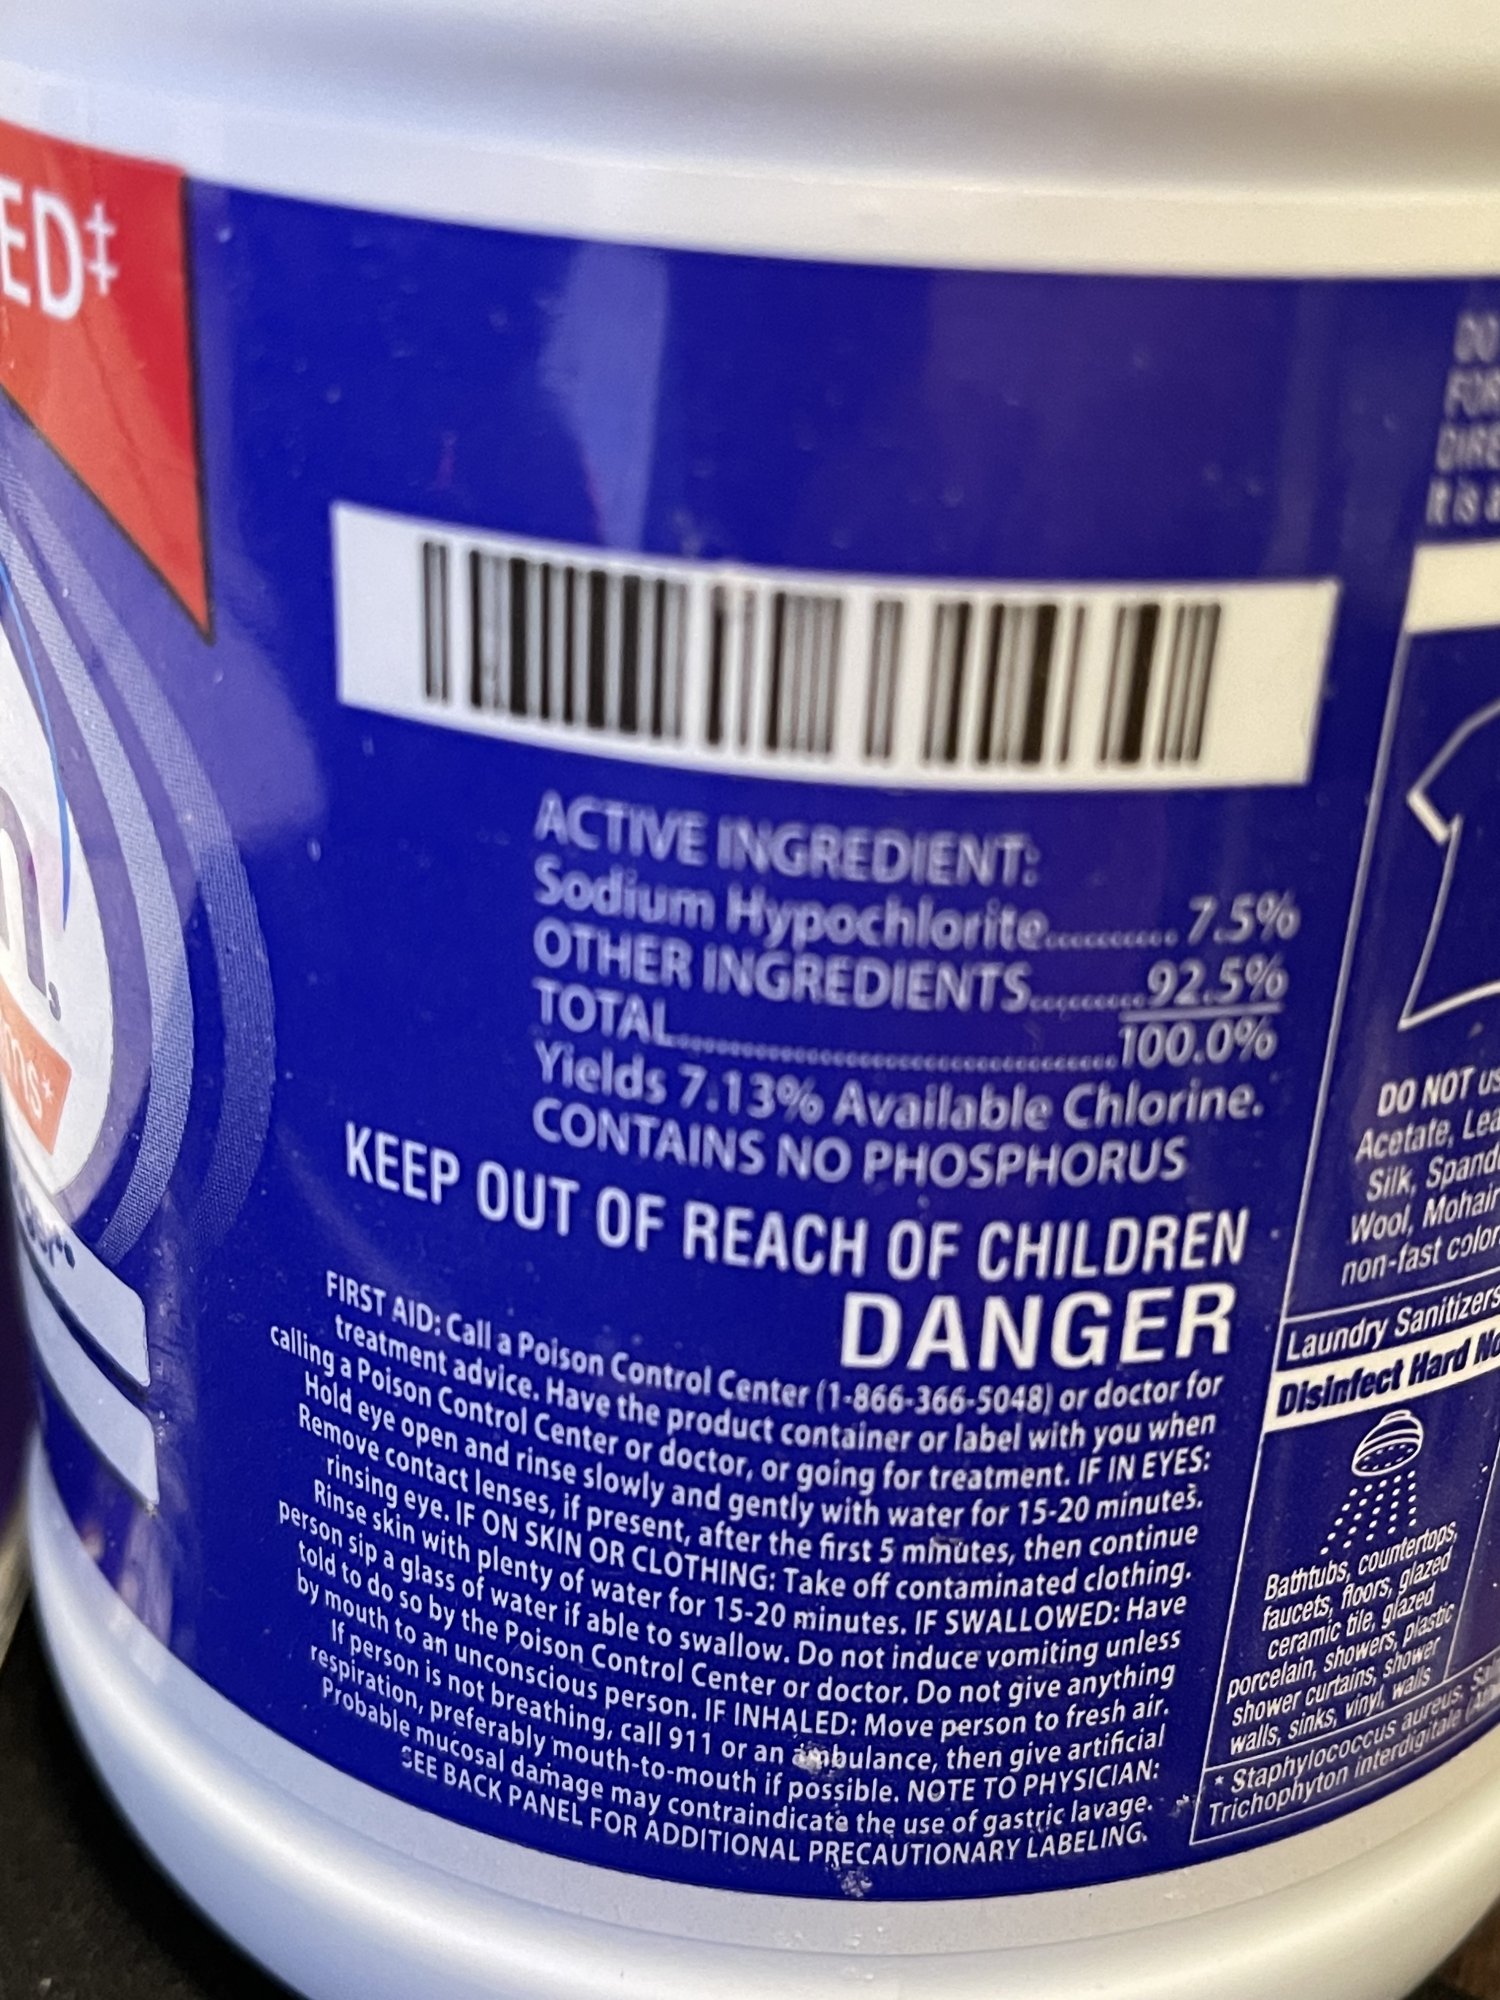 ED‡
ACTIVE INGREDIENT:
Sodium Hypochlorite........... 7.5%
OTHER INGREDIENTS.......... 92.5%
TOTAL........................................ 100.0%
Yields 7.13% Available Chlorine.
CONTAINS NO PHOSPHORUS
KEEP OUT OF REACH OF CHILDREN
DANGER
FIRST AID: Call a Poison Control Center (1-866-366-5048) or doctor for
treatment advice. Have the product container or label with you when
calling a Poison Control Center or doctor, or going for treatment. IF IN EYES:
Hold eye open and rinse slowly and gently with water for 15-20 minutes.
Remove contact lenses, if present, after the first 5 minutes, then continue
rinsing eye. IF ON SKIN OR CLOTHING: Take off contaminated clothing.
Rinse skin with plenty of water for 15-20 minutes. IF SWALLOWED: Have
person sip a glass of water if able to swallow. Do not induce vomiting unless
told to do so by the Poison Control Center or doctor. Do not give anything
by mouth to an unconscious person. IF INHALED: Move person to fresh air.
If person is not breathing, call 911 or an ambulance, then give artificial
respiration, preferably mouth-to-mouth if possible. NOTE TO PHYSICIAN:
Probable mucosal damage may contraindicate the use of gastric lavage.
SEE BACK PANEL FOR ADDITIONAL PRECAUTIONARY LABELING.
DO
FOR
DIRE
It is a
DO NOT us
Acetate, Lea
Silk, Spand
Wool, Mohair
non-fast color
Laundry Sanitizers
Disinfect Hard No
Bathtubs, countertops,
faucets, floors, glazed
ceramic tile, glazed
porcelain, showers, plastic
shower curtains, shower
walls, sinks, vinyl, walls
* Staphylococcus aureus, Sal
Trichophyton interdigitale